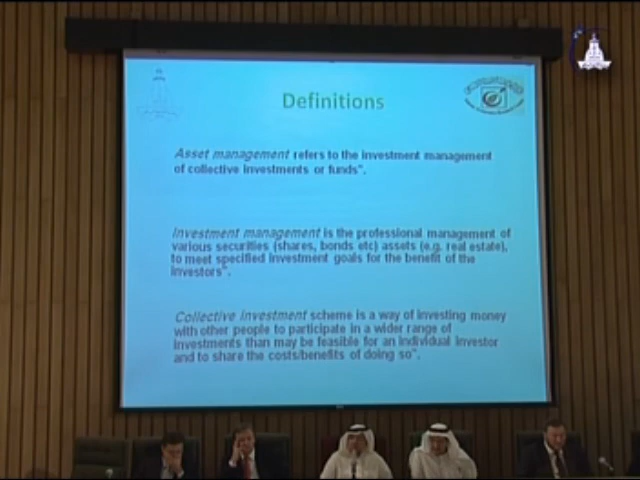 Definitions
Asset management refers to the investment management
of collective investments or funds".
Investment management is the professional management of
various securities (shares, bonds etc) assets (e.g. real estate),
to meet specified investment goals for the benefit of the
investors".
Collective investment scheme is a way of investing money
with other people to participate in a wider range of
investments than may be feasible for an individual investor
and to share the costs/benefits of doing so".